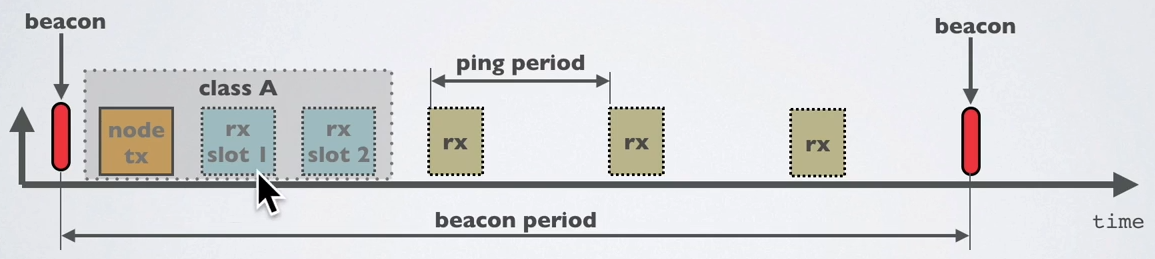 beacon
beacon
ping period
class A
node
tx
rx
slot 1
rx
slot 2
rx
rx
rx
beacon period
time